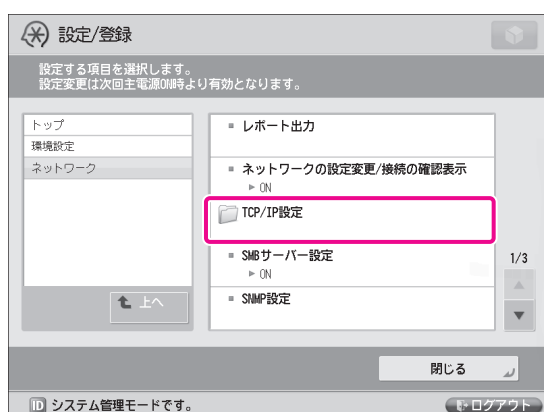 設定/登録
設定する項目を選択します。
設定変更は次回主電源ON時より有効となります。
トップ
環境設定
ネットワーク
上へ
レポート出力
ネットワークの設定変更/接続の確認表示
▶ ON
TCP/IP設定
SMBサーバー設定
▶ ON
SNMP設定
1/3
閉じる
ID システム管理モードです。
ログアウト